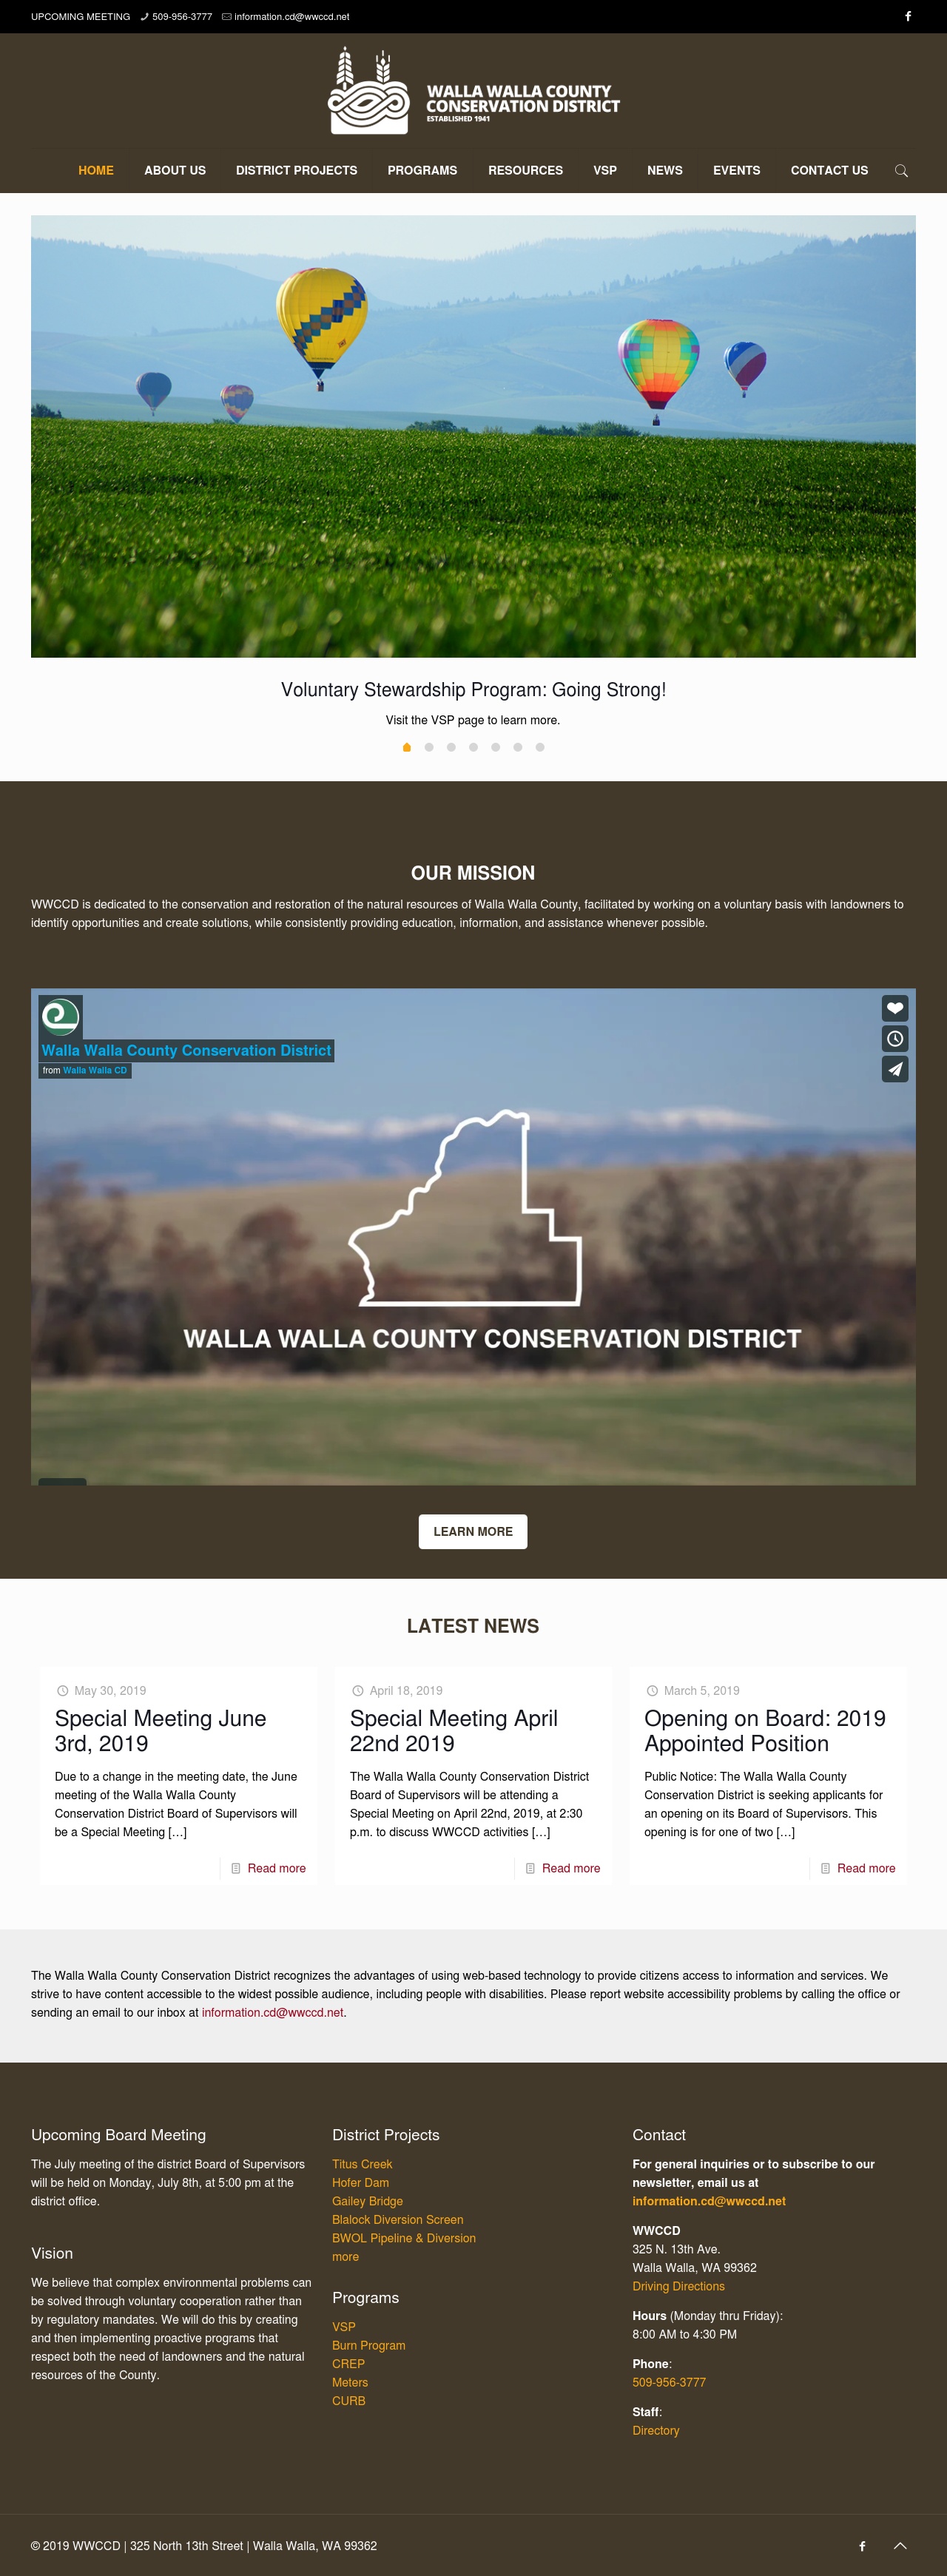 UPCOMING MEETING 509-956-3777 information.cd@wwccd.net
WALLA WALLA COUNTY
CONSERVATION DISTRICT
ESTABLISHED 1941
HOME ABOUT US DISTRICT PROJECTS PROGRAMS RESOURCES VSP NEWS EVENTS CONTACT US
Voluntary Stewardship Program: Going Strong!
Visit the VSP page to learn more.
OUR MISSION
WWCCD is dedicated to the conservation and restoration of the natural resources of Walla Walla County, facilitated by working on a voluntary basis with landowners to
identify opportunities and create solutions, while consistently providing education, information, and assistance whenever possible.
Walla Walla County Conservation District
from Walla Walla CD
WALLA WALLA COUNTY CONSERVATION DISTRICT
LEARN MORE
LATEST NEWS
May 30, 2019
Special Meeting June
3rd, 2019
Due to a change in the meeting date, the June
meeting of the Walla Walla County
Conservation District Board of Supervisors will
be a Special Meeting […]
Read more
April 18, 2019
Special Meeting April
22nd 2019
The Walla Walla County Conservation District
Board of Supervisors will be attending a
Special Meeting on April 22nd, 2019, at 2:30
p.m. to discuss WWCCD activities […]
Read more
March 5, 2019
Opening on Board: 2019
Appointed Position
Public Notice: The Walla Walla County
Conservation District is seeking applicants for
an opening on its Board of Supervisors. This
opening is for one of two […]
Read more
The Walla Walla County Conservation District recognizes the advantages of using web-based technology to provide citizens access to information and services. We
strive to have content accessible to the widest possible audience, including people with disabilities. Please report website accessibility problems by calling the office or
sending an email to our inbox at information.cd@wwccd.net.
Upcoming Board Meeting
The July meeting of the district Board of Supervisors
will be held on Monday, July 8th, at 5:00 pm at the
district office.
Vision
We believe that complex environmental problems can
be solved through voluntary cooperation rather than
by regulatory mandates. We will do this by creating
and then implementing proactive programs that
respect both the need of landowners and the natural
resources of the County.
District Projects
Titus Creek
Hofer Dam
Gailey Bridge
Blalock Diversion Screen
BWOL Pipeline & Diversion
more
Programs
VSP
Burn Program
CREP
Meters
CURB
Contact
For general inquiries or to subscribe to our
newsletter, email us at
information.cd@wwccd.net
WWCCD
325 N. 13th Ave.
Walla Walla, WA 99362
Driving Directions
Hours (Monday thru Friday):
8:00 AM to 4:30 PM
Phone:
509-956-3777
Staff:
Directory
© 2019 WWCCD | 325 North 13th Street | Walla Walla, WA 99362